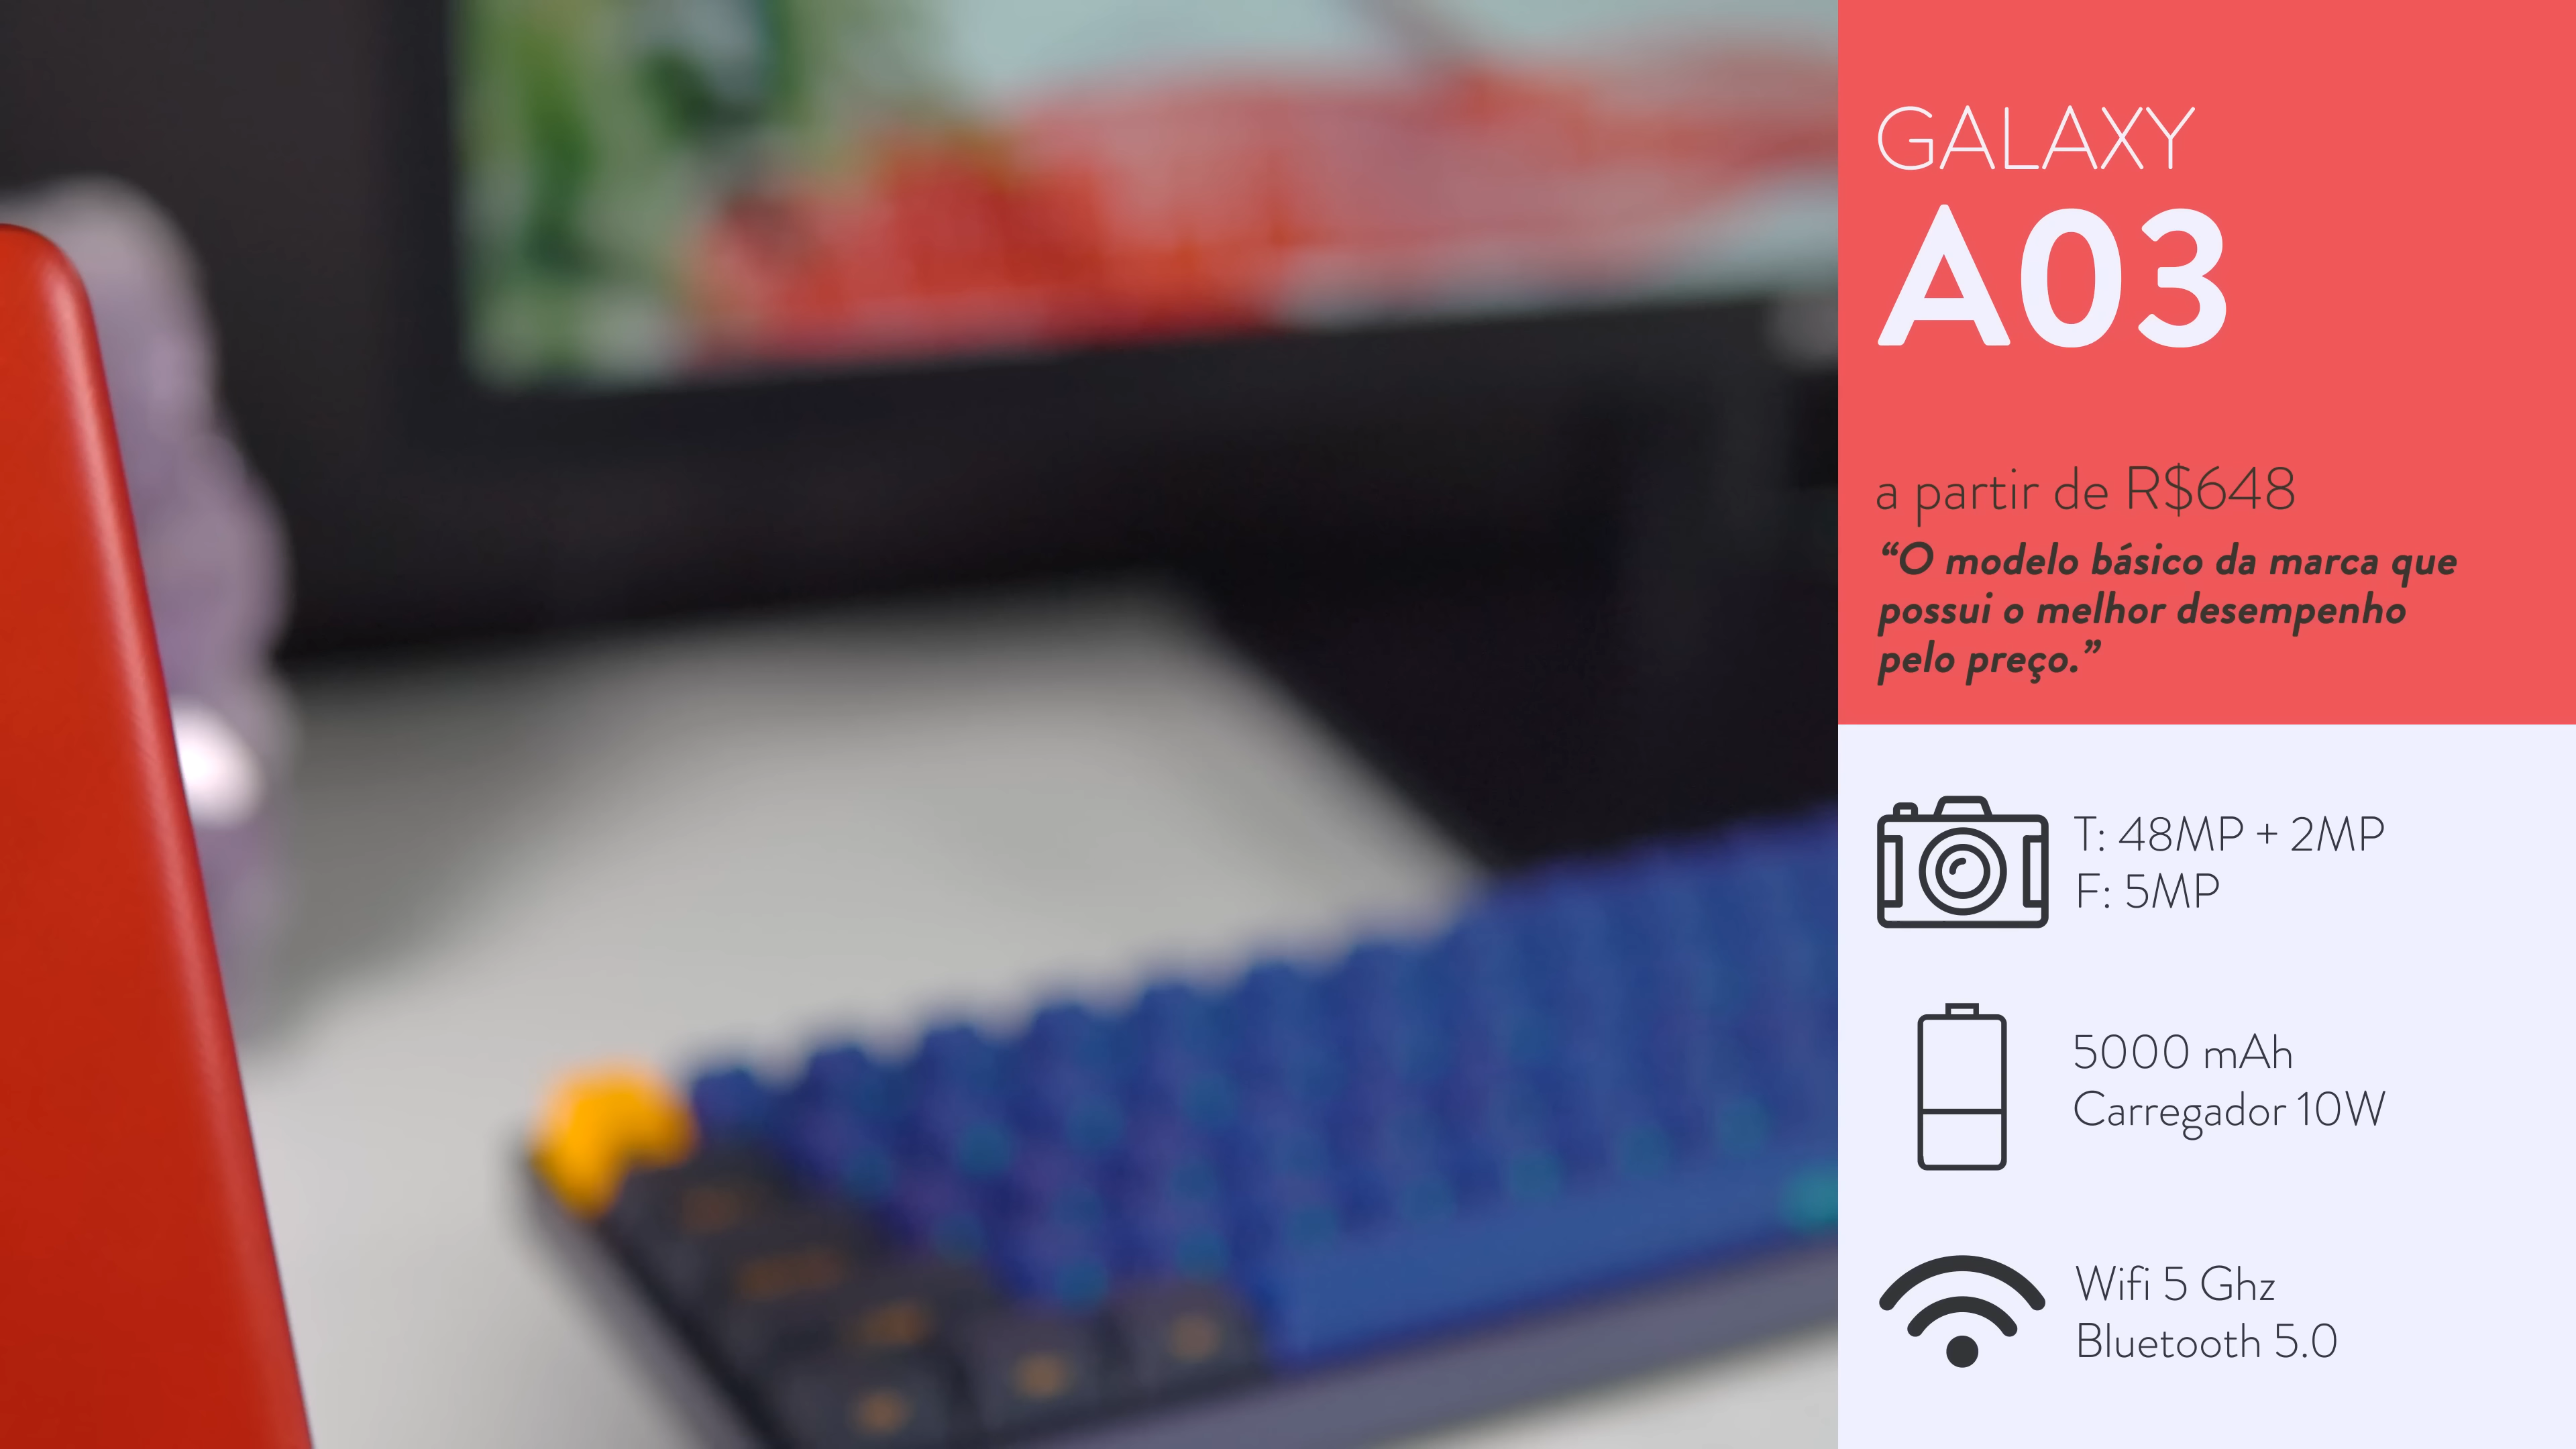 GALAXY
A03
a partir de R$648
“O modelo básico da marca que
possui o melhor desempenho
pelo preço.”
T: 48MP + 2MP
F: 5MP
5000 mAh
Carregador 10W
Wifi 5 Ghz
Bluetooth 5.0